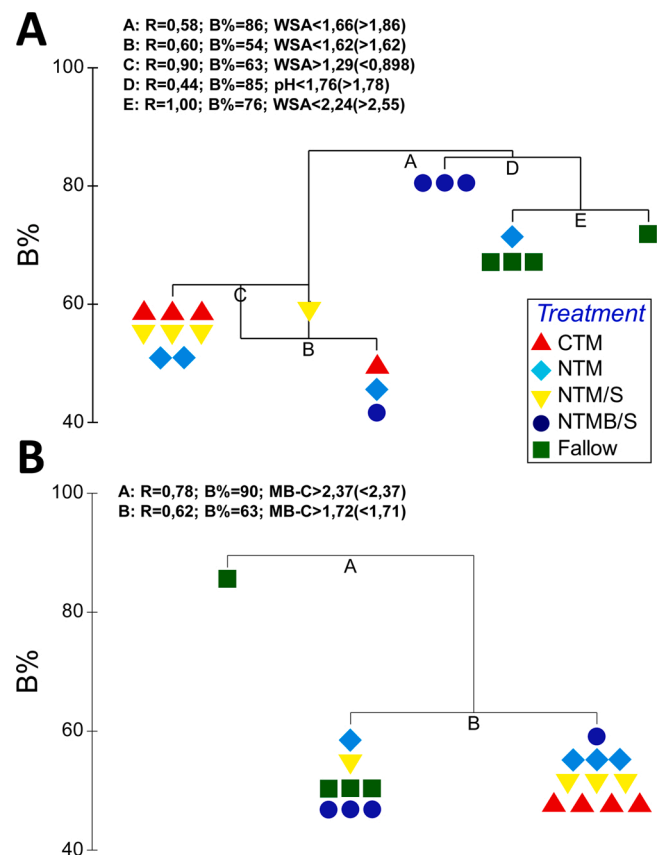 A
A: R=0,58; B%=86; WSA<1,66(>1,86)
B: R=0,60; B%=54; WSA<1,62(>1,62)
C: R=0,90; B%=63; WSA>1,29(<0,898)
D: R=0,44; B%=85; pH<1,76(>1,78)
E: R=1,00; B%=76; WSA<2,24(>2,55)
100
80
60
40
B%
A
D
E
C
B
Treatment
CTM
NTM
NTM/S
NTMB/S
Fallow
B
A: R=0,78; B%=90; MB-C>2,37(<2,37)
B: R=0,62; B%=63; MB-C>1,72(<1,71)
100
80
60
40
B%
A
B